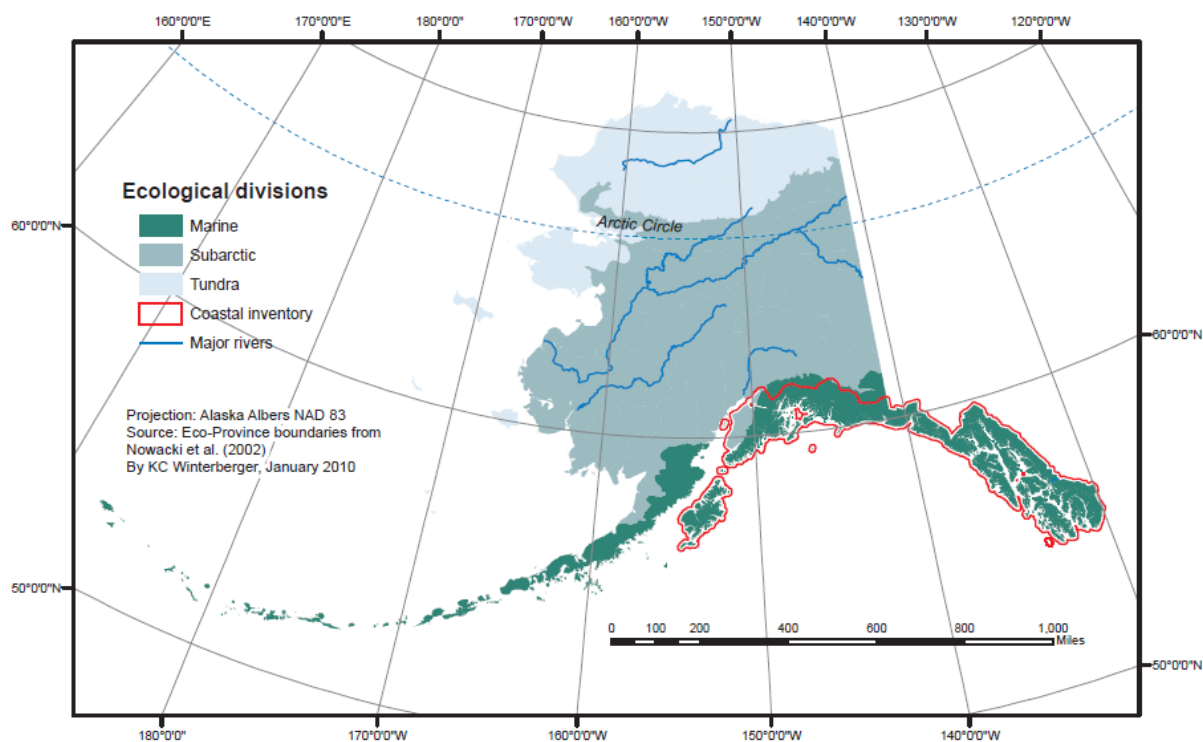 160°0'0"E 170°0'0"E 180°0'0" 170°0'0"W 160°0'0"W 150°0'0"W 140°0'0"W 130°0'0"W 120°0'0"W
Ecological divisions
Marine
Subarctic
Tundra
Coastal inventory
Major rivers
Arctic Circle
60°0'0"N
60°0'0"N
Projection: Alaska Albers NAD 83
Source: Eco-Province boundaries from
Nowacki et al. (2002)
By KC Winterberger, January 2010
50°0'0"N
0 100 200 400 600 800 1,000
Miles
50°0'0"N
180°0'0" 170°0'0"W 160°0'0"W 150°0'0"W 140°0'0"W